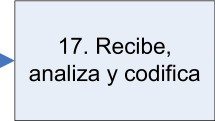 17. Recibe,
analiza y codifica